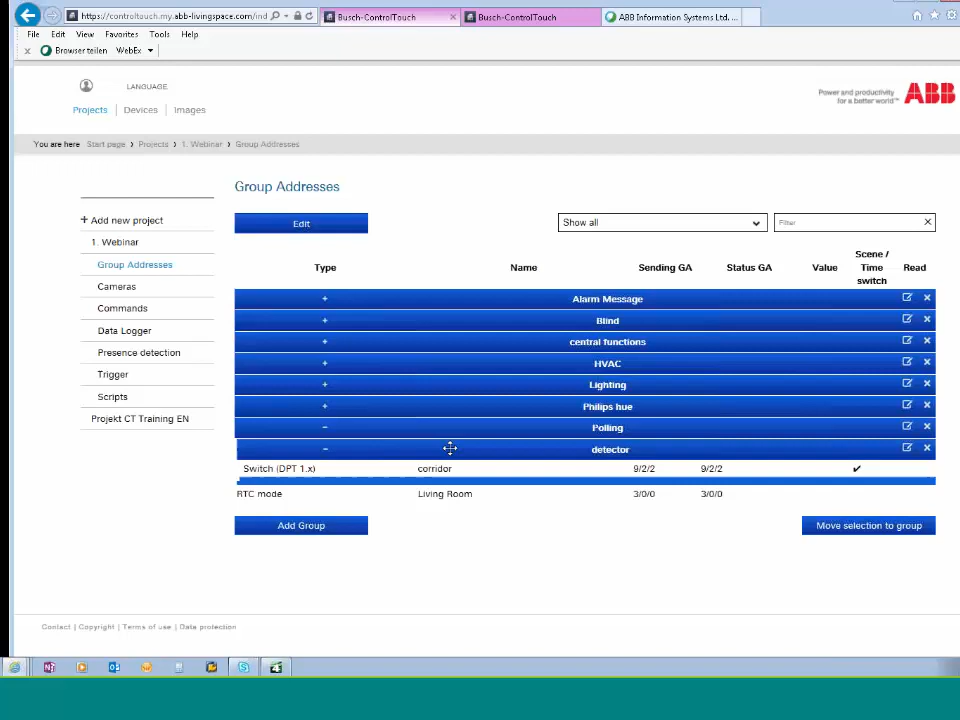 https://controltouch.my.abb-livingspace.com/ind
Busch-ControlTouch
Busch-ControlTouch
ABB Information Systems Ltd. ...
File Edit View Favorites Tools Help
x Browser teilen WebEx
LANGUAGE
Power and productivity
for a better world™
ABB
Projects Devices Images
You are here Start page › Projects › 1. Webinar › Group Addresses
Group Addresses
+ Add new project
1. Webinar
Group Addresses
Cameras
Commands
Data Logger
Presence detection
Trigger
Scripts
Projekt CT Training EN
Edit
Show all
Filter
Type Name Sending GA Status GA Value Scene / Time switch Read
+ Alarm Message
+ Blind
+ central functions
+ HVAC
+ Lighting
+ Philips hue
– Polling
– detector
Switch (DPT 1.x) corridor 9/2/2 9/2/2 ✔
RTC mode Living Room 3/0/0 3/0/0
Add Group
Move selection to group
Contact | Copyright | Terms of use | Data protection